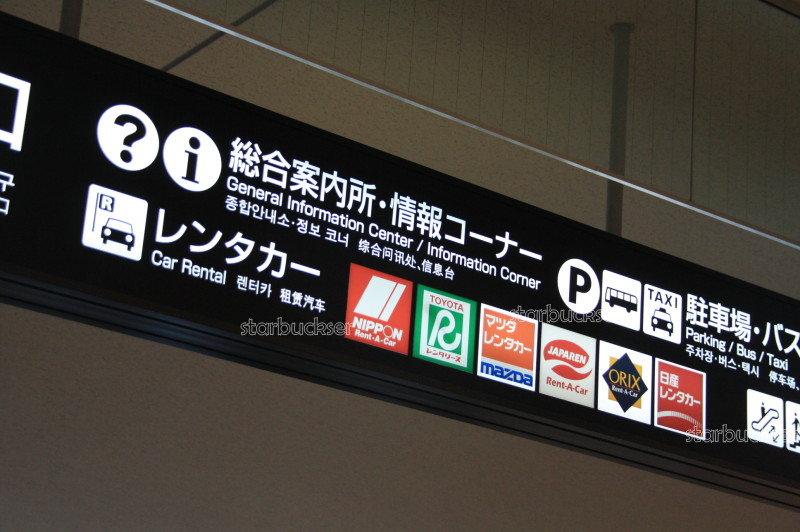 ?
i
総合案内所・情報コーナー
General Information Center / Information Corner
종합안내소・정보 코너 综合问讯处、信息台
R
レンタカー
Car Rental 렌터카 租赁汽车
NIPPON
Rent-A-Car
TOYOTA
R
レンタリース
マツダ
レンタカー
mazda
JAPAREN
Rent-A-Car
ORIX
Rent-A-Car
日産
レンタカー
P
TAXI
駐車場・バス
Parking / Bus / Taxi
주차장・버스・택시 停车场、
starbuckser
starbucks
starbucks